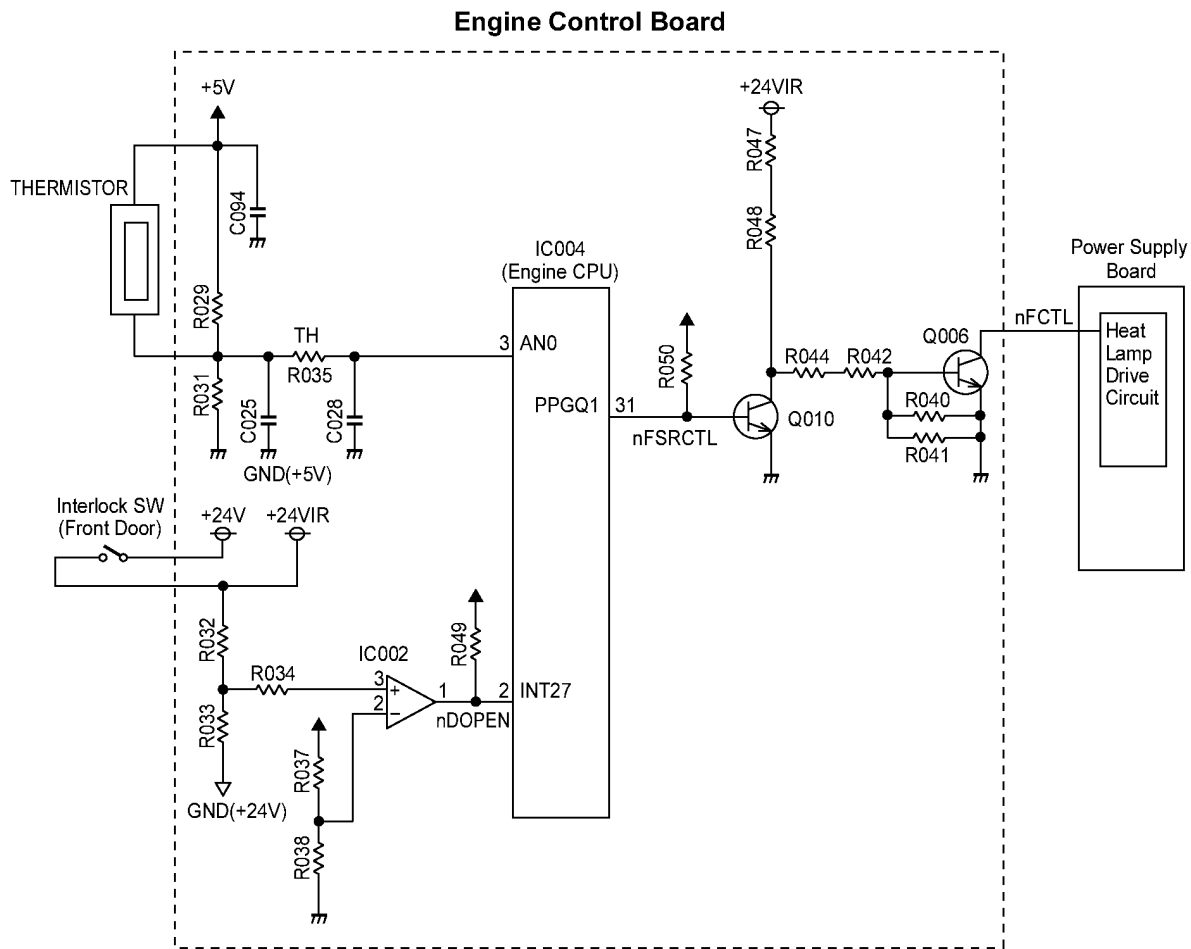 Engine Control Board
+5V
THERMISTOR
C094
R029
TH
R035
R031
C025
C028
GND(+5V)
IC004
(Engine CPU)
3
AN0
PPGQ1
31
nFSRCTL
R050
+24VIR
R047
R048
Q010
R044
R042
R040
R041
Q006
nFCTL
Power Supply
Board
Heat
Lamp
Drive
Circuit
Interlock SW
(Front Door)
+24V
+24VIR
R032
R034
R033
GND(+24V)
IC002
3
+
2
−
1
nDOPEN
R049
2
INT27
R037
R038